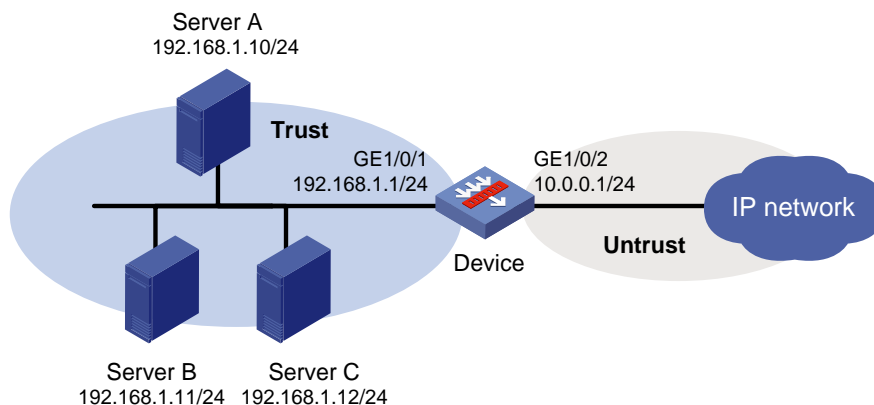 Server A
192.168.1.10/24
Trust
GE1/0/1
192.168.1.1/24
GE1/0/2
10.0.0.1/24
IP network
Untrust
Device
Server B
192.168.1.11/24
Server C
192.168.1.12/24